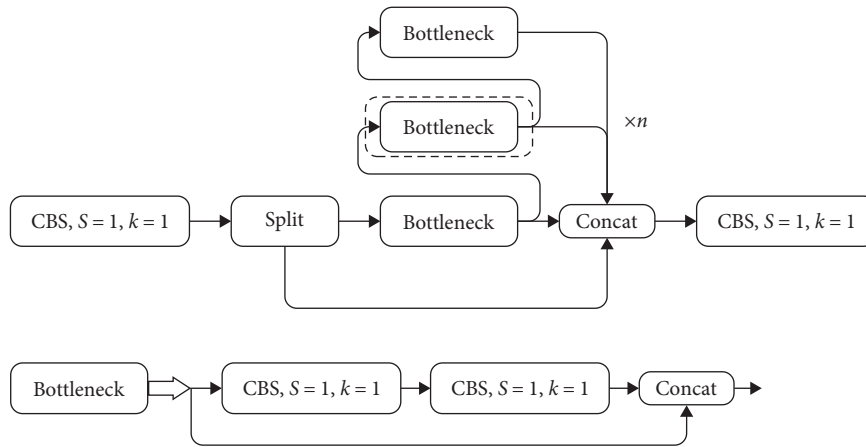 Bottleneck
Bottleneck
×n
CBS, S = 1, k = 1
Split
Bottleneck
Concat
CBS, S = 1, k = 1
Bottleneck
CBS, S = 1, k = 1
CBS, S = 1, k = 1
Concat